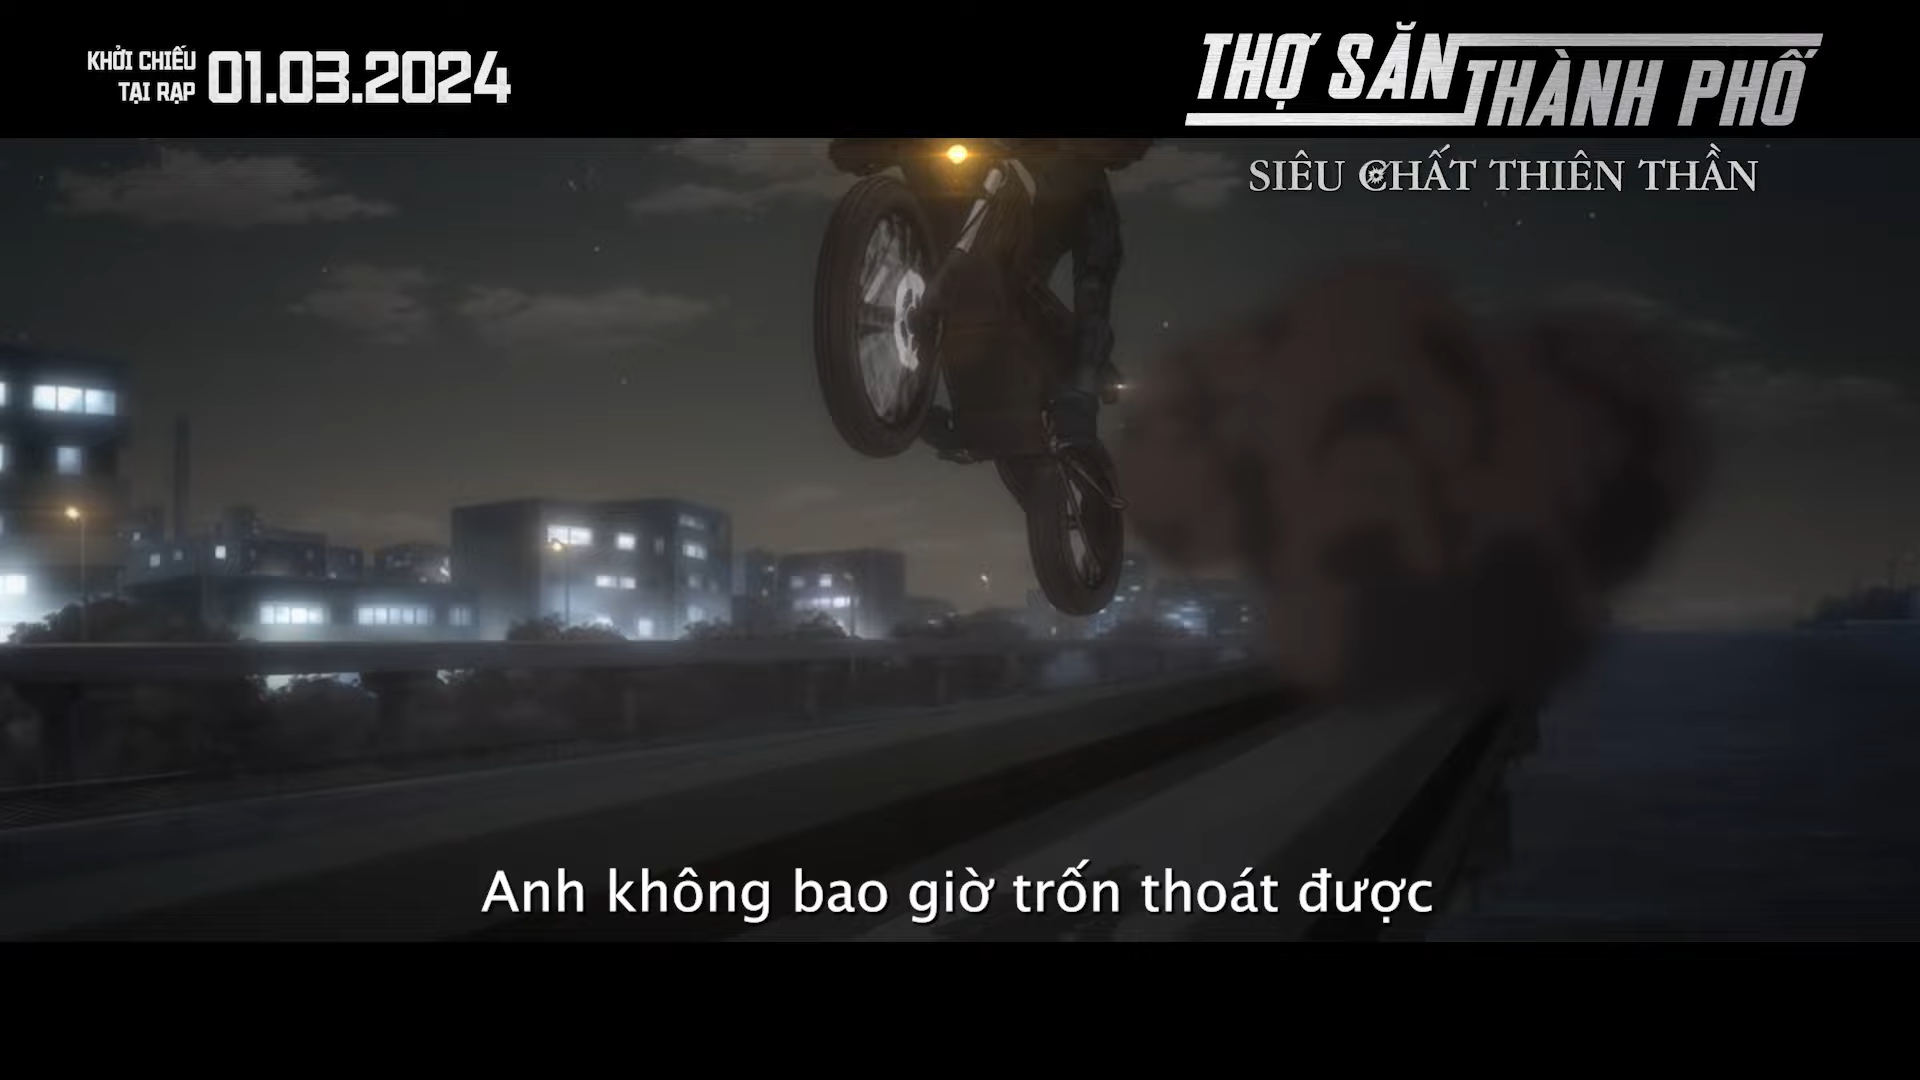 KHỞI CHIẾU
TẠI RẠP
01.03.2024
THỢ SĂN
THÀNH PHỐ
SIÊU CHẤT THIÊN THẦN
Anh không bao giờ trốn thoát được